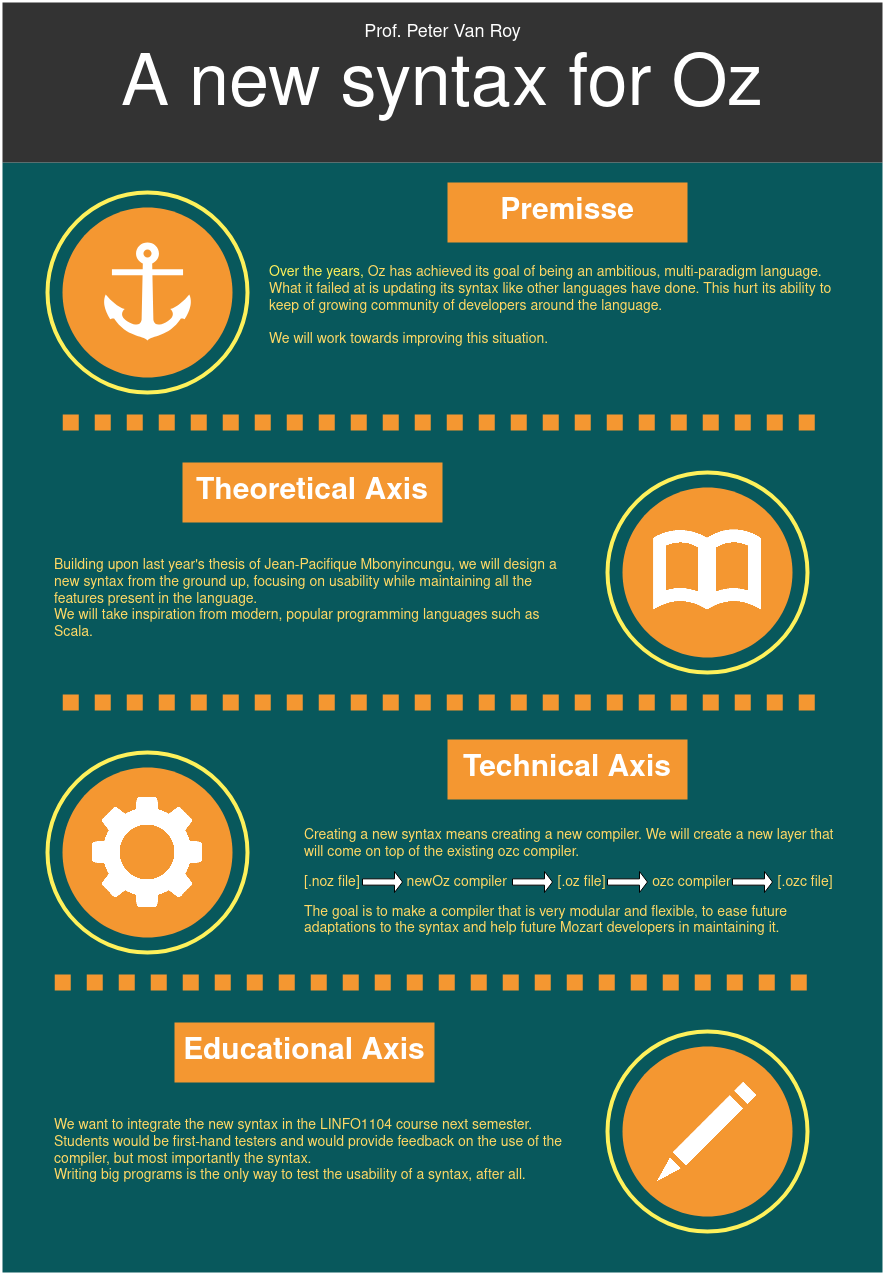 Prof. Peter Van Roy
A new syntax for Oz
Premisse
Over the years, Oz has achieved its goal of being an ambitious, multi-paradigm language.
What it failed at is updating its syntax like other languages have done. This hurt its ability to
keep of growing community of developers around the language.
We will work towards improving this situation.
Theoretical Axis
Building upon last year's thesis of Jean-Pacifique Mbonyincungu, we will design a
new syntax from the ground up, focusing on usability while maintaining all the
features present in the language.
We will take inspiration from modern, popular programming languages such as
Scala.
Technical Axis
Creating a new syntax means creating a new compiler. We will create a new layer that
will come on top of the existing ozc compiler.
[.noz file] newOz compiler [.oz file] ozc compiler [.ozc file]
The goal is to make a compiler that is very modular and flexible, to ease future
adaptations to the syntax and help future Mozart developers in maintaining it.
Educational Axis
We want to integrate the new syntax in the LINFO1104 course next semester.
Students would be first-hand testers and would provide feedback on the use of the
compiler, but most importantly the syntax.
Writing big programs is the only way to test the usability of a syntax, after all.